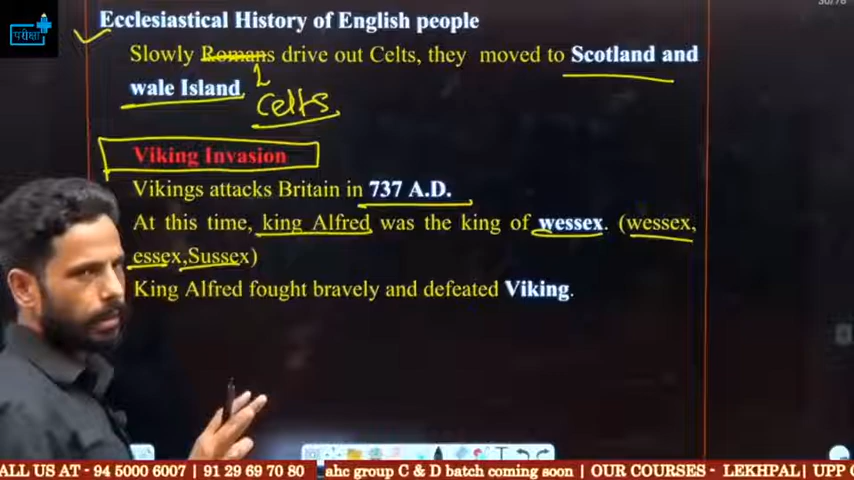 30/78
Ecclesiastical History of English people
परीक्षा
Slowly Romans drive out Celts, they moved to Scotland and
wale Island.
Celts
Viking Invasion
Vikings attacks Britain in 737 A.D.
At this time, king Alfred was the king of wessex. (wessex,
essex,Sussex)
King Alfred fought bravely and defeated Viking.
ALL US AT - 94 5000 6007 | 91 29 69 70 80 ahc group C & D batch coming soon | OUR COURSES - LEKHPAL| UPP